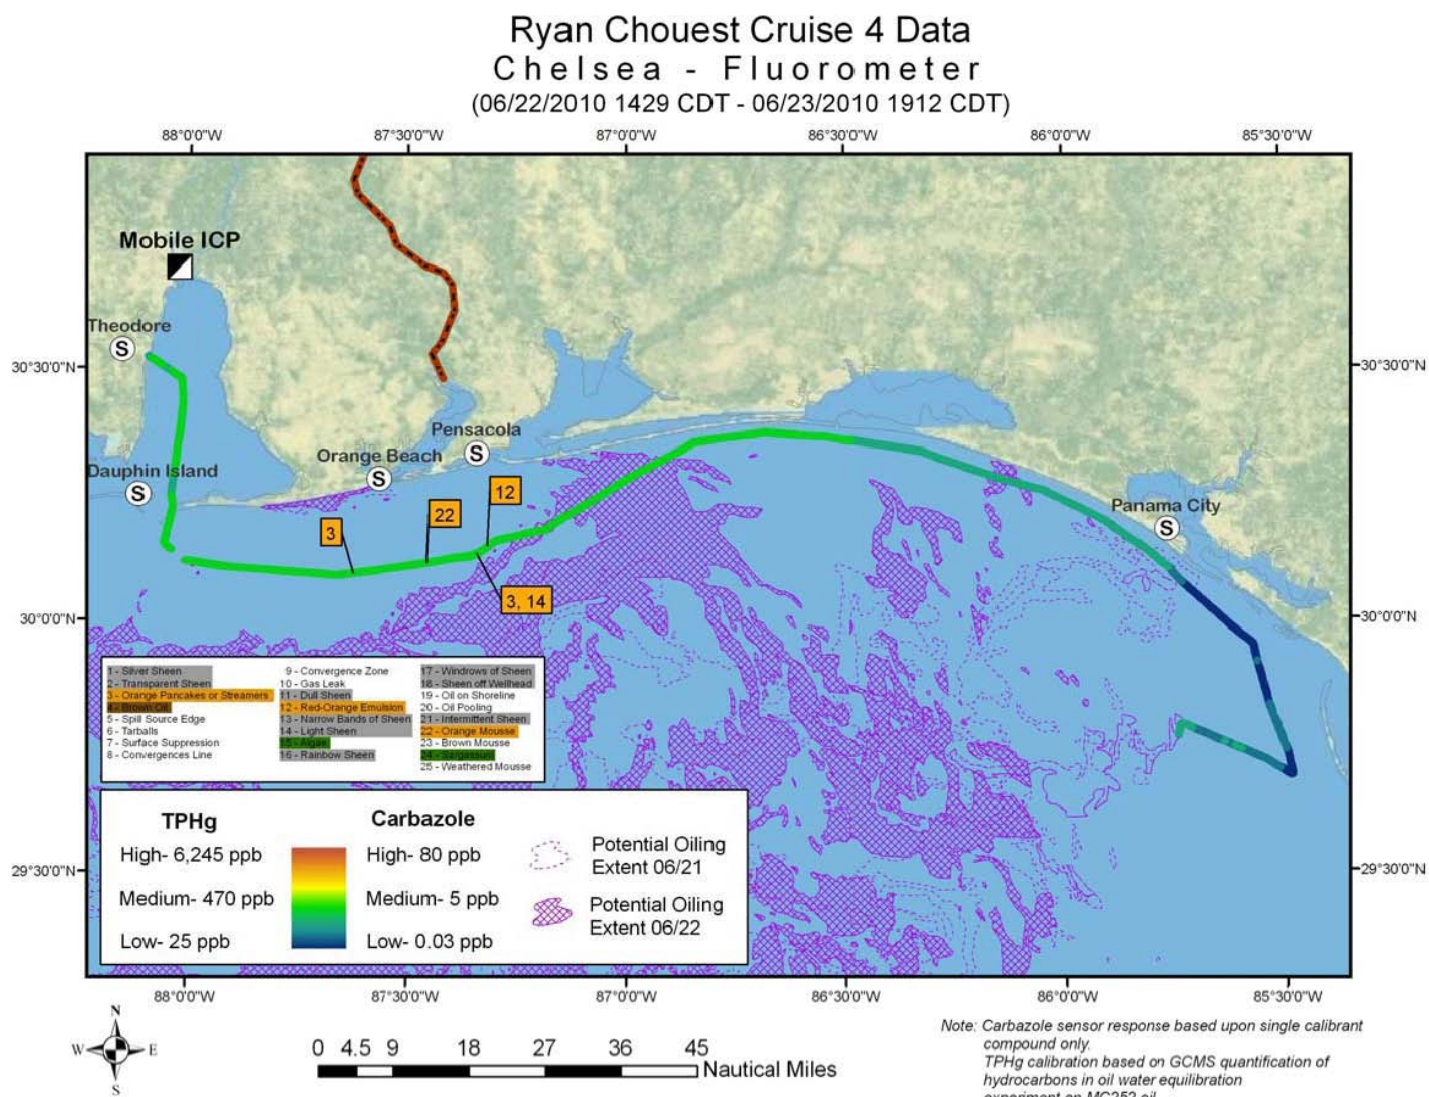 Ryan Chouest Cruise 4 Data
Chelsea - Fluorometer
(06/22/2010 1429 CDT - 06/23/2010 1912 CDT)
88°0'0"W 87°30'0"W 87°0'0"W 86°30'0"W 86°0'0"W 85°30'0"W
Mobile ICP
Theodore
S
30°30'0"N 30°30'0"N
Pensacola
S
Orange Beach
S
Dauphin Island
S
12
22
3
Panama City
S
3, 14
30°0'0"N 30°0'0"N
1 - Silver Sheen
2 - Transparent Sheen
3 - Orange Pancakes or Streamers
4 - Brown Oil
5 - Spill Source Edge
6 - Tarballs
7 - Surface Suppression
8 - Convergences Line
9 - Convergence Zone
10 - Gas Leak
11 - Dull Sheen
12 - Red-Orange Emulsion
13 - Narrow Bands of Sheen
14 - Light Sheen
15 - Algae
16 - Rainbow Sheen
17 - Windrows of Sheen
18 - Sheen off Wellhead
19 - Oil on Shoreline
20 - Oil Pooling
21 - Intermittent Sheen
22 - Orange Mousse
23 - Brown Mousse
24 - Sargassum
25 - Weathered Mousse
TPHg Carbazole
High- 6,245 ppb High- 80 ppb
Medium- 470 ppb Medium- 5 ppb
Low- 25 ppb Low- 0.03 ppb
Potential Oiling
Extent 06/21
Potential Oiling
Extent 06/22
29°30'0"N 29°30'0"N
88°0'0"W 87°30'0"W 87°0'0"W 86°30'0"W 86°0'0"W 85°30'0"W
N
W E
S
0 4.5 9 18 27 36 45
Nautical Miles
Note: Carbazole sensor response based upon single calibrant
compound only.
TPHg calibration based on GCMS quantification of
hydrocarbons in oil water equilibration
experiment on MC252 oil